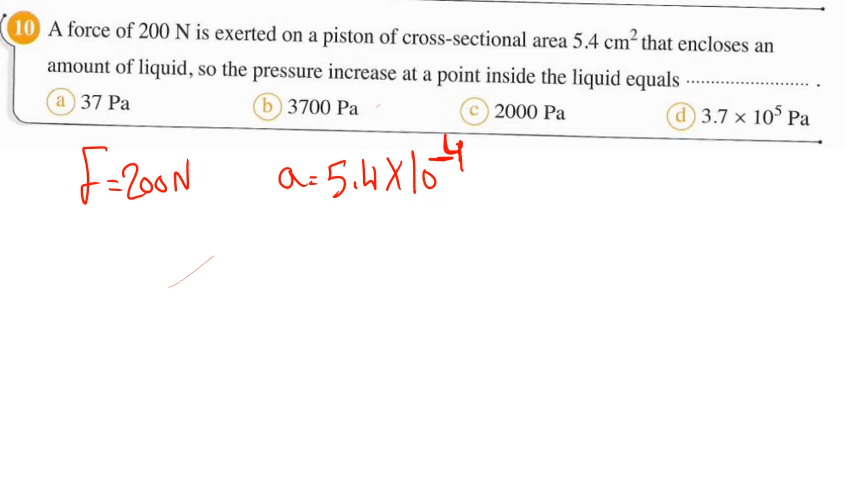 10 A force of 200 N is exerted on a piston of cross-sectional area 5.4 cm² that encloses an
amount of liquid, so the pressure increase at a point inside the liquid equals ........................... .
a 37 Pa b 3700 Pa c 2000 Pa d 3.7 × 10⁵ Pa
F=200N a=5.4X10⁻⁴